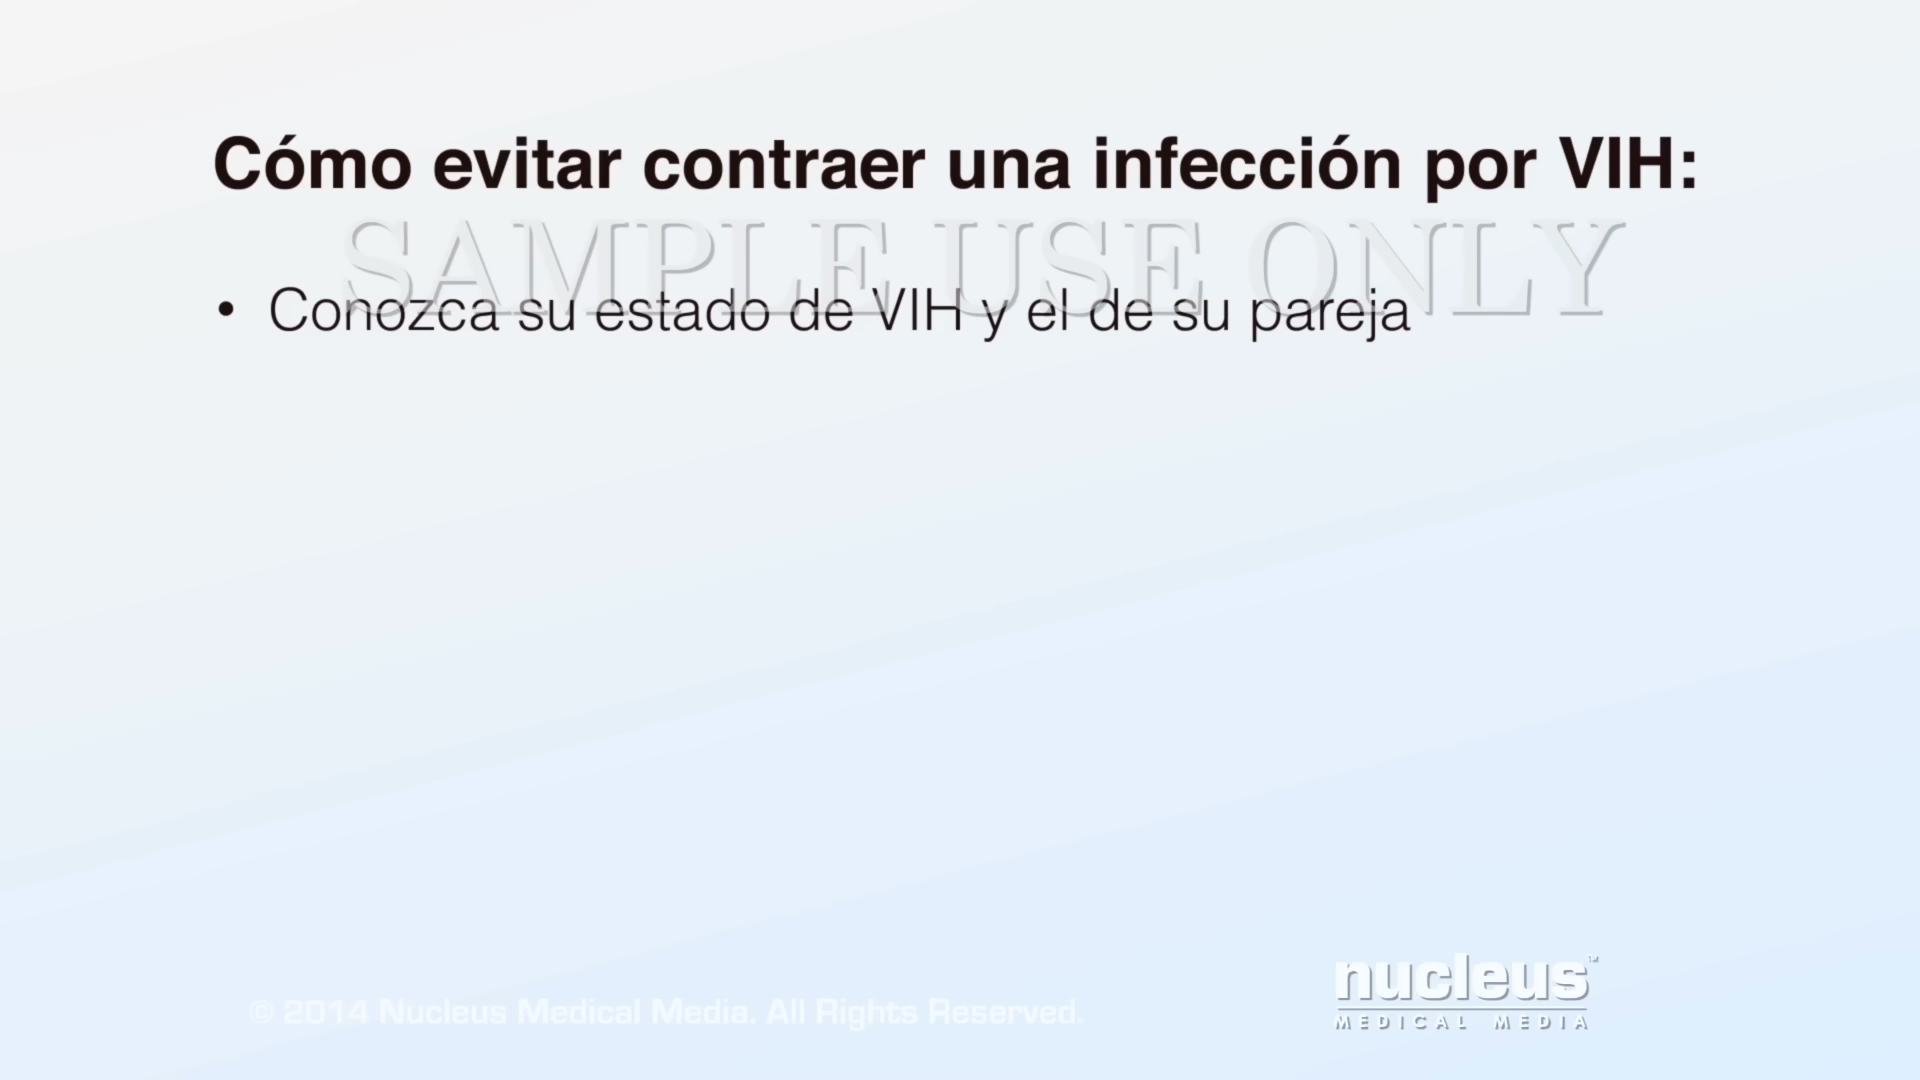 Cómo evitar contraer una infección por VIH:
SAMPLE USE ONLY
• Conozca su estado de VIH y el de su pareja
© 2014 Nucleus Medical Media. All Rights Reserved.
nucleus™
MEDICAL MEDIA